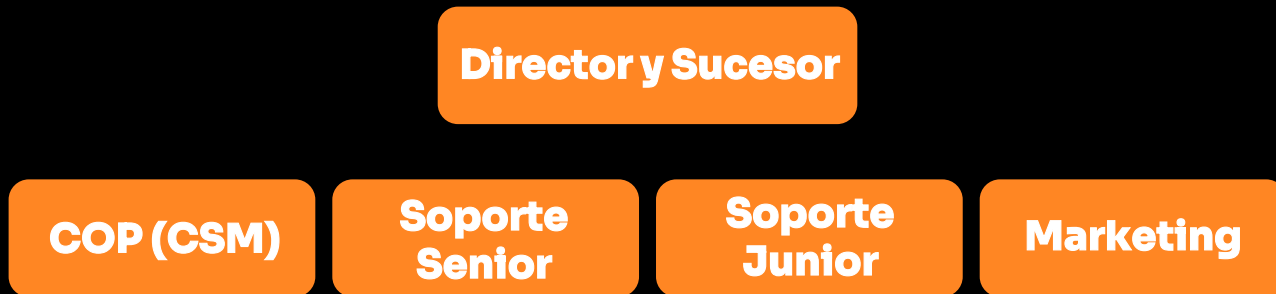 Director y Sucesor
COP (CSM)
Soporte
Senior
Soporte
Junior
Marketing